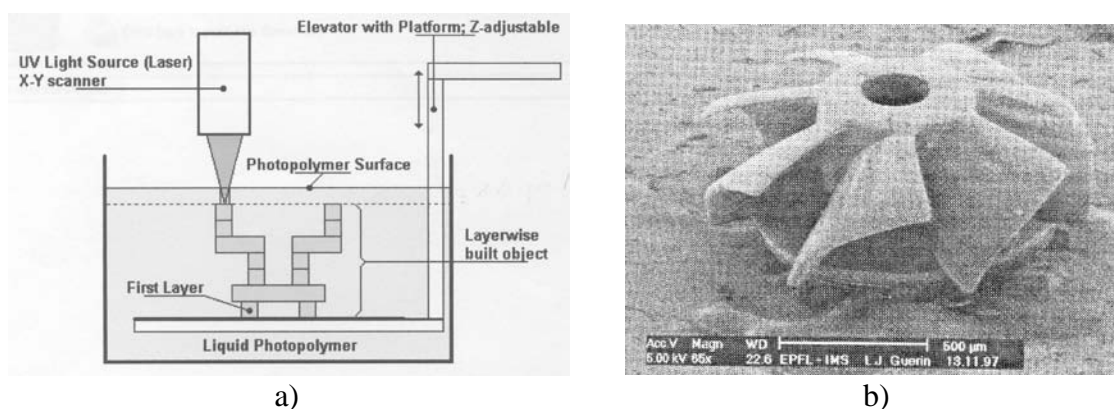 Elevator with Platform; Z-adjustable
UV Light Source (Laser)
X-Y scanner
Photopolymer Surface
Layerwise
built object
First Layer
Liquid Photopolymer
Acc.V Magn WD 500 µm
5.00 kV 65x 22.6 EPFL - IMS L.J. Guerin 13.11.97
a)
b)